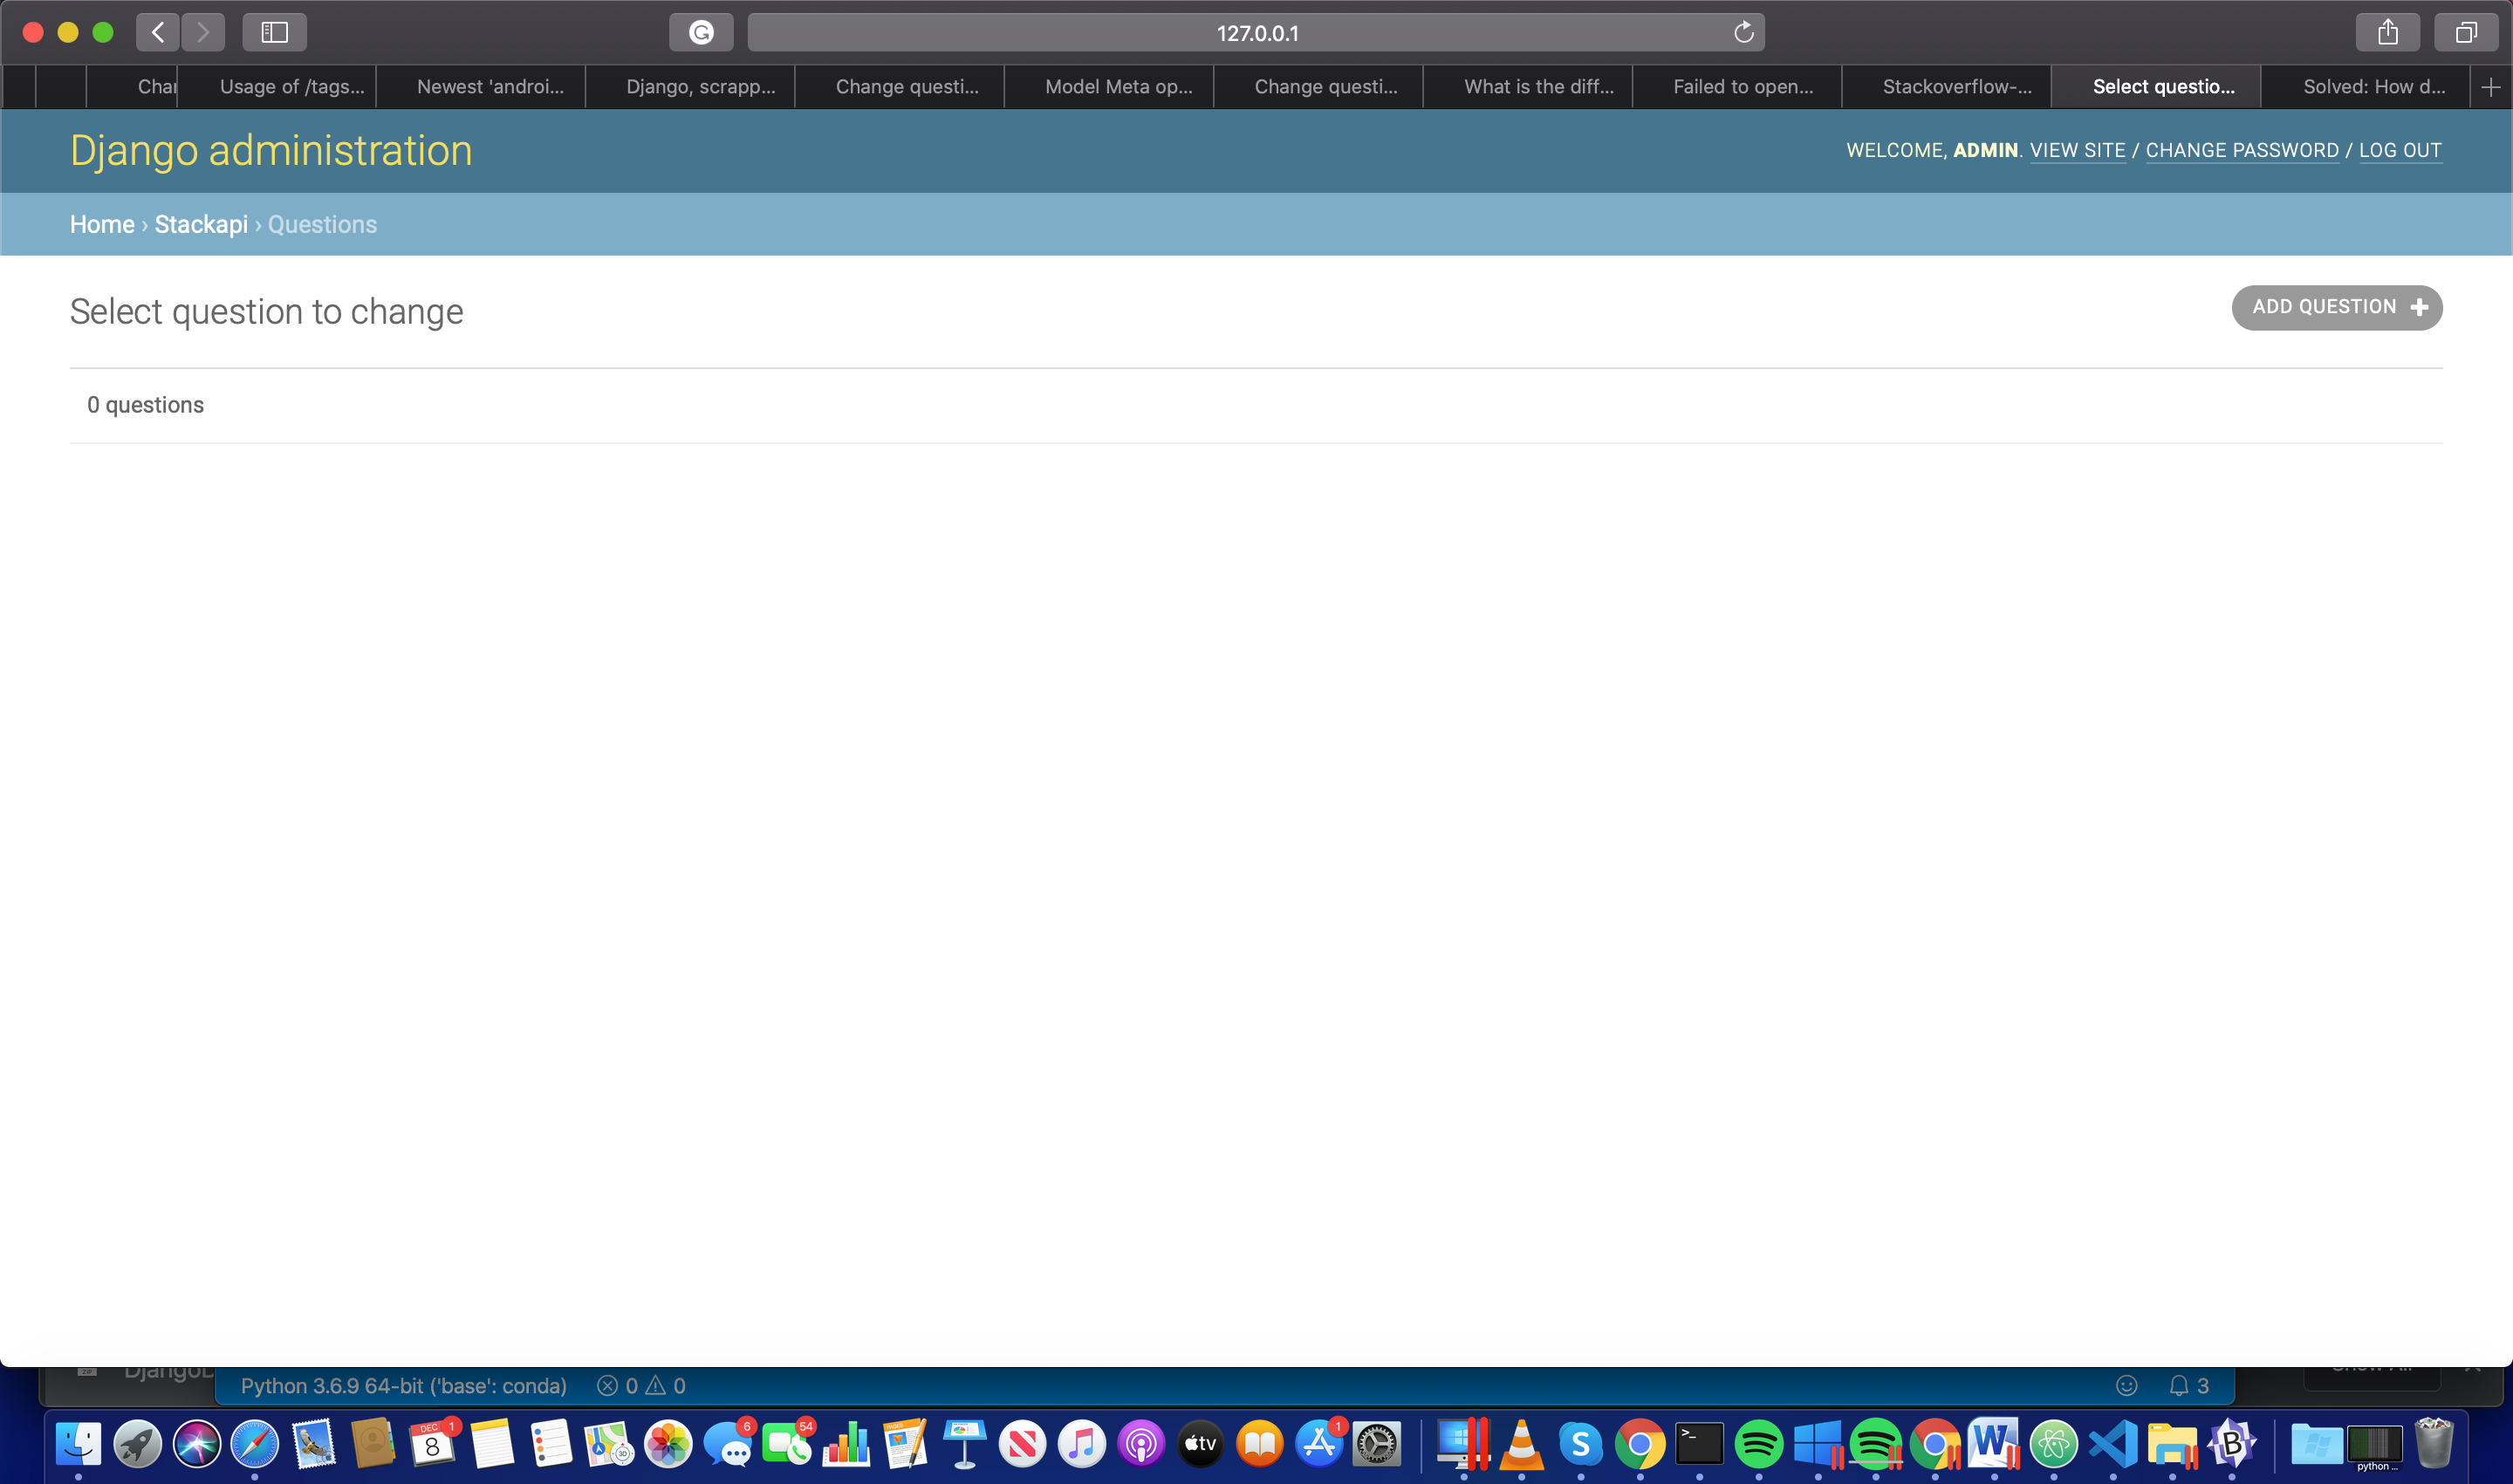 127.0.0.1
Char
Usage of /tags...
Newest 'androi...
Django, scrapp...
Change questi...
Model Meta op...
Change questi...
What is the diff...
Failed to open...
Stackoverflow-...
Select questio...
Solved: How d...
Django administration
WELCOME, ADMIN. VIEW SITE / CHANGE PASSWORD / LOG OUT
Home › Stackapi › Questions
Select question to change
ADD QUESTION +
0 questions
Python 3.6.9 64-bit ('base': conda) 0 0
3
DEC
8
1
3D
6
54
tv
1
>_
S
W
B
python ...